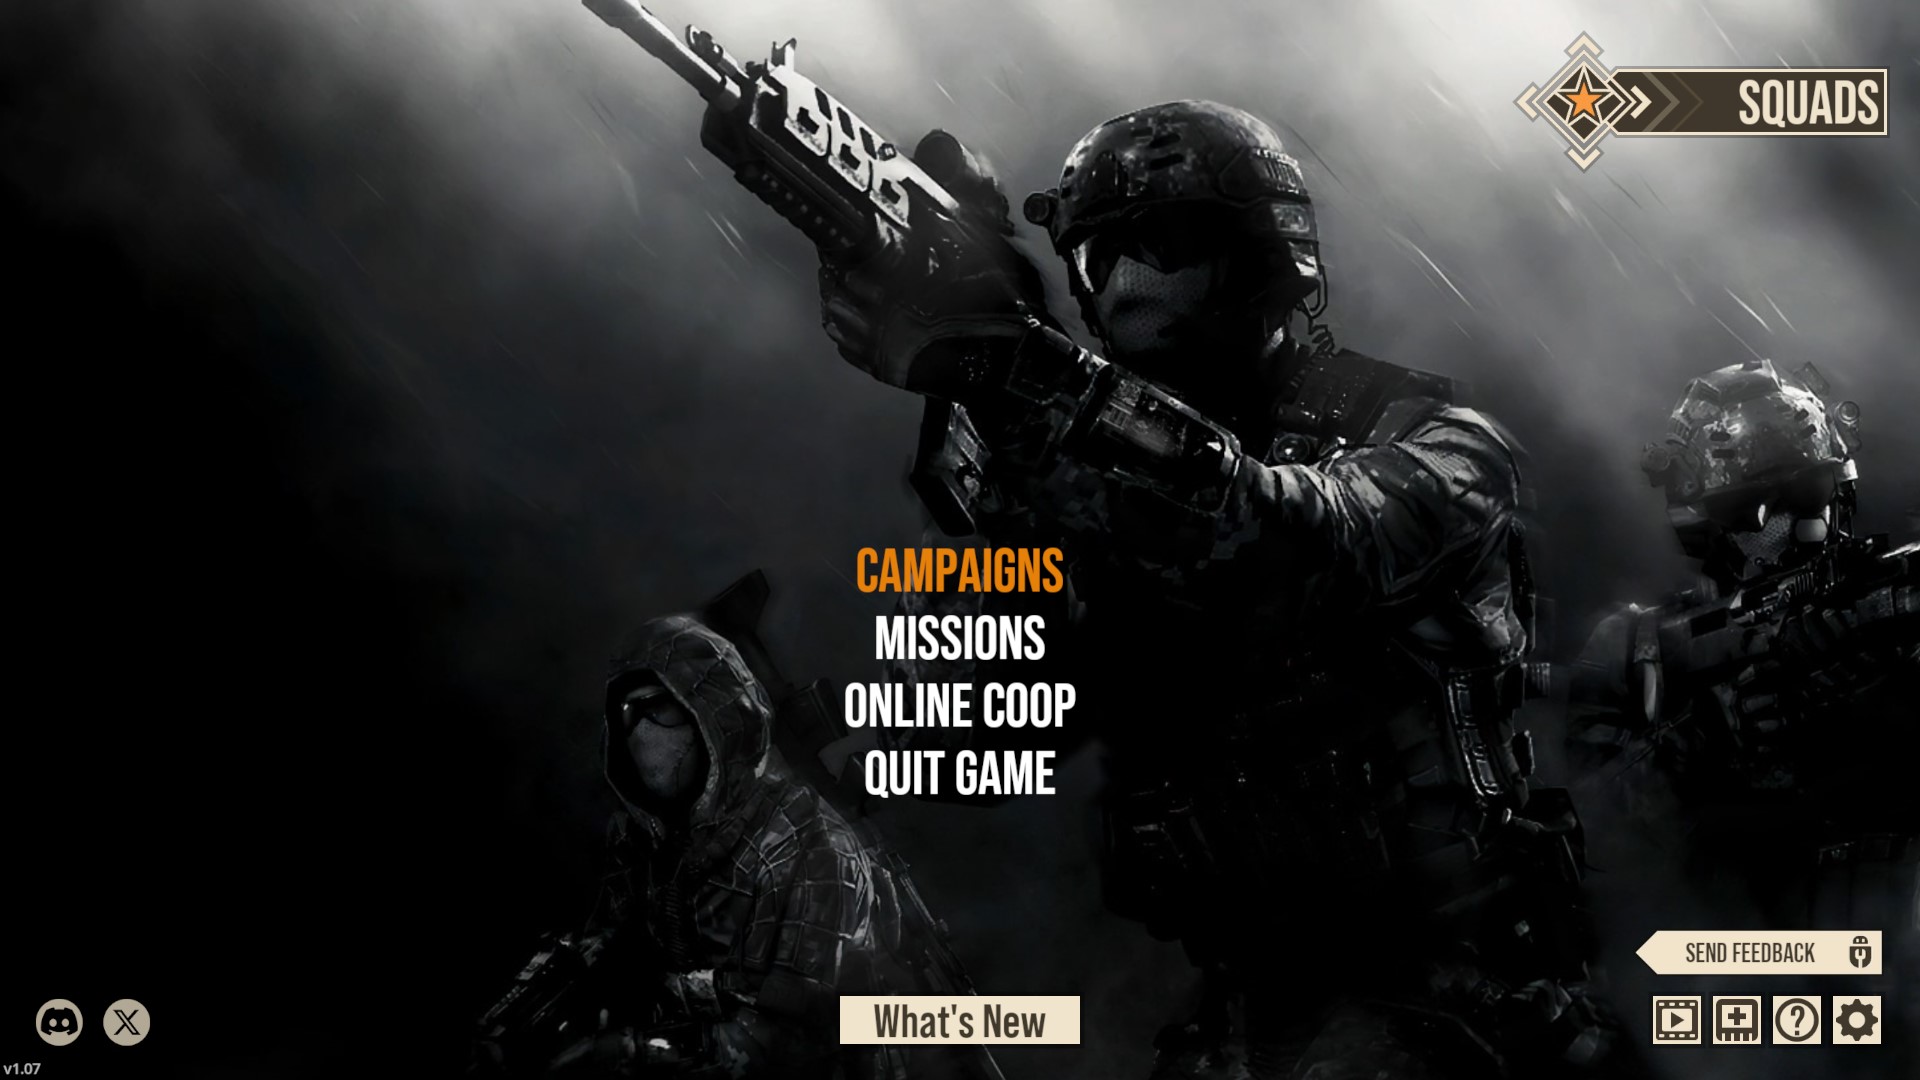 SQUADS
CAMPAIGNS
MISSIONS
ONLINE COOP
QUIT GAME
SEND FEEDBACK
What's New
v1.07